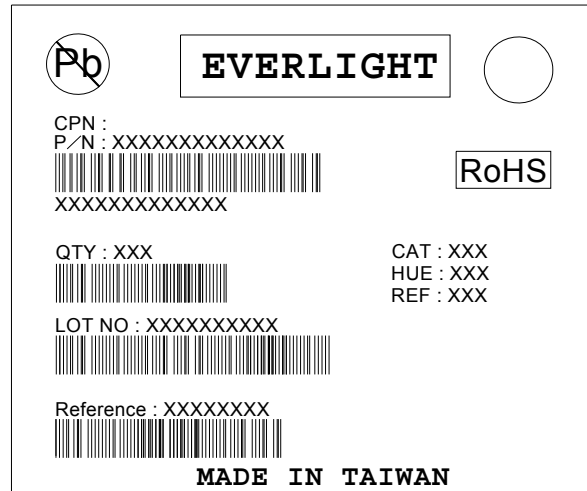 Pb
EVERLIGHT
CPN :
P/N : XXXXXXXXXXXXX
RoHS
XXXXXXXXXXXXX
QTY : XXX
CAT : XXX
HUE : XXX
REF : XXX
LOT NO : XXXXXXXXXX
Reference : XXXXXXXX
MADE IN TAIWAN